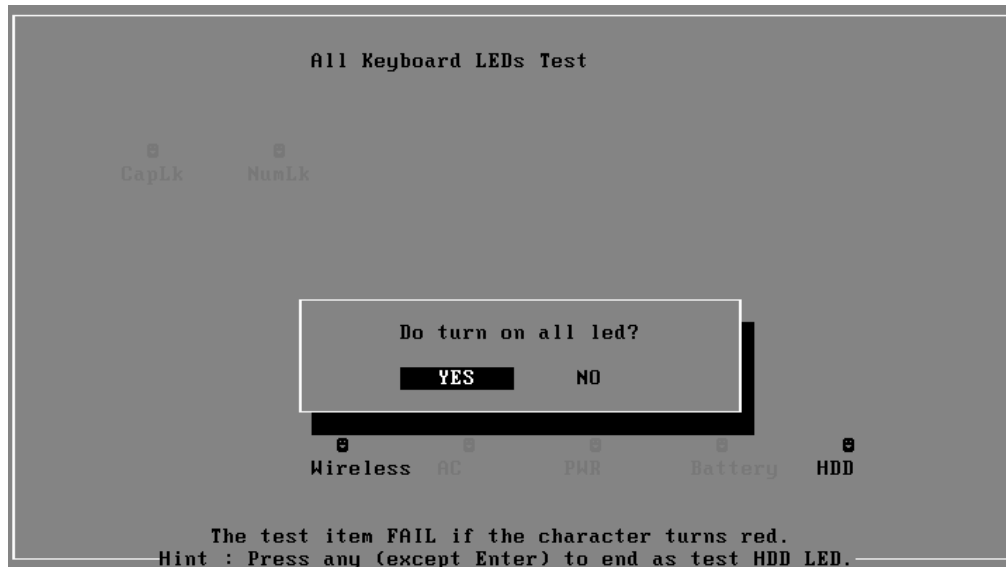 All Keyboard LEDs Test
CapLk NumLk
Do turn on all led?
YES NO
Wireless AC PWR Battery HDD
The test item FAIL if the character turns red.
Hint : Press any (except Enter) to end as test HDD LED.